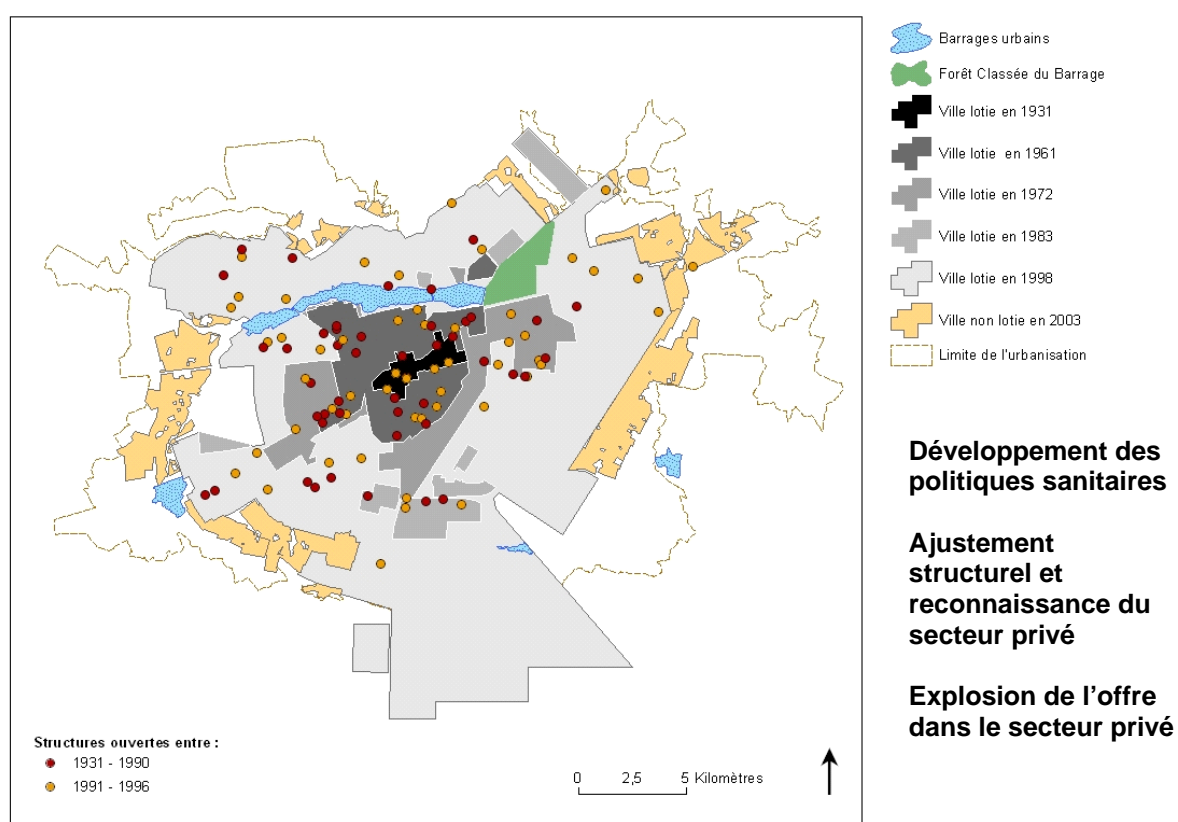 Barrages urbains
Forêt Classée du Barrage
Ville lotie en 1931
Ville lotie en 1961
Ville lotie en 1972
Ville lotie en 1983
Ville lotie en 1998
Ville non lotie en 2003
Limite de l'urbanisation
Développement des
politiques sanitaires
Ajustement
structurel et
reconnaissance du
secteur privé
Explosion de l'offre
dans le secteur privé
Structures ouvertes entre :
1931 - 1990
1991 - 1996
0 2,5 5 Kilomètres